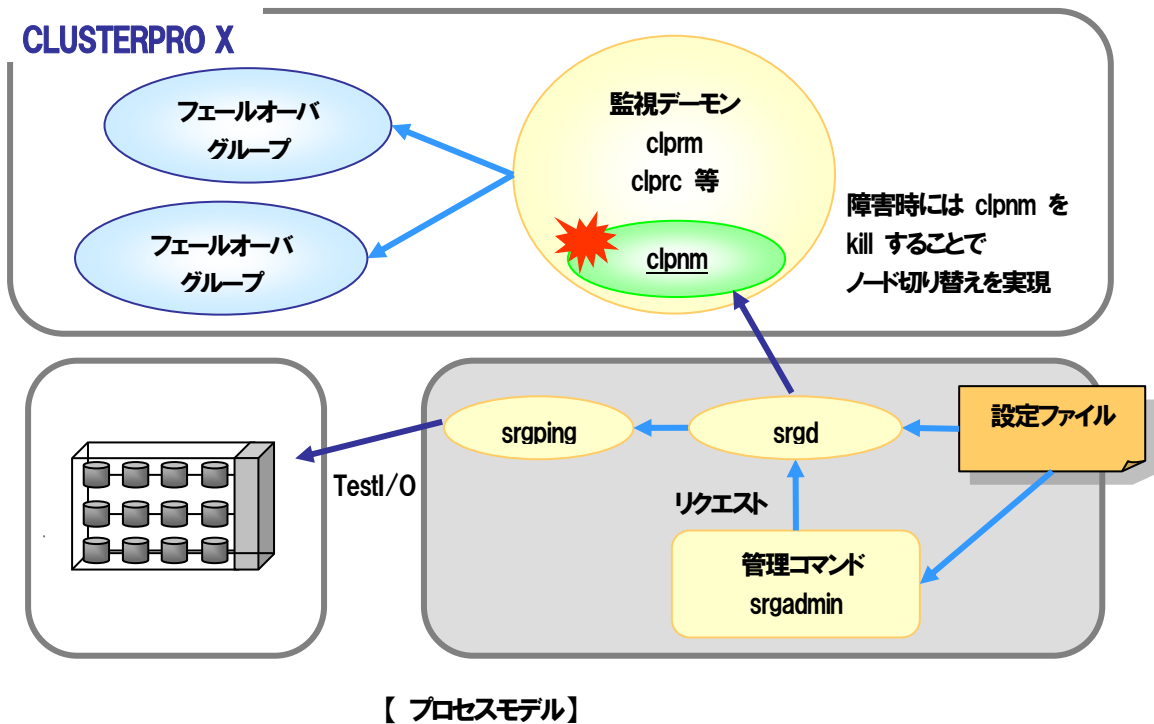 CLUSTERPRO X
フェールオーバ
グループ
フェールオーバ
グループ
監視デーモン
clprm
clprc 等
clpnm
障害時には clpnm を
kill することで
ノード切り替えを実現
TestI/O
srgping
srgd
設定ファイル
リクエスト
管理コマンド
srgadmin
【 プロセスモデル】